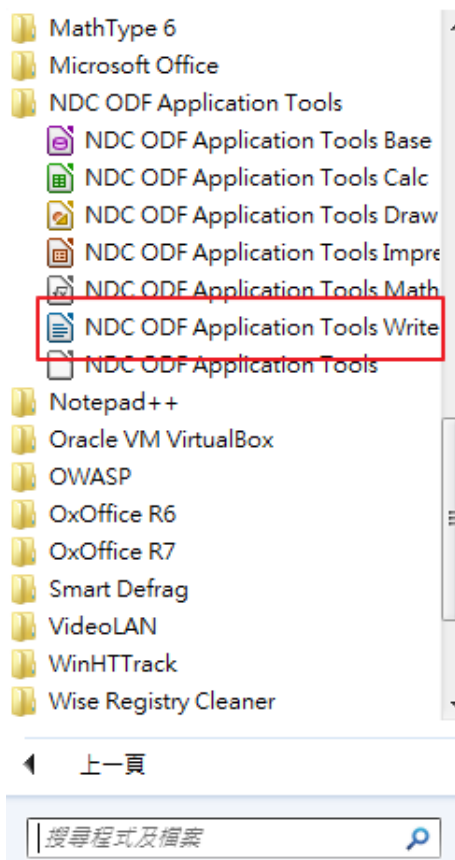 MathType 6
Microsoft Office
NDC ODF Application Tools
NDC ODF Application Tools Base
NDC ODF Application Tools Calc
NDC ODF Application Tools Draw
NDC ODF Application Tools Impre
NDC ODF Application Tools Math
NDC ODF Application Tools Write
NDC ODF Application Tools
Notepad++
Oracle VM VirtualBox
OWASP
OxOffice R6
OxOffice R7
Smart Defrag
VideoLAN
WinHTTrack
Wise Registry Cleaner
上一頁
搜尋程式及檔案